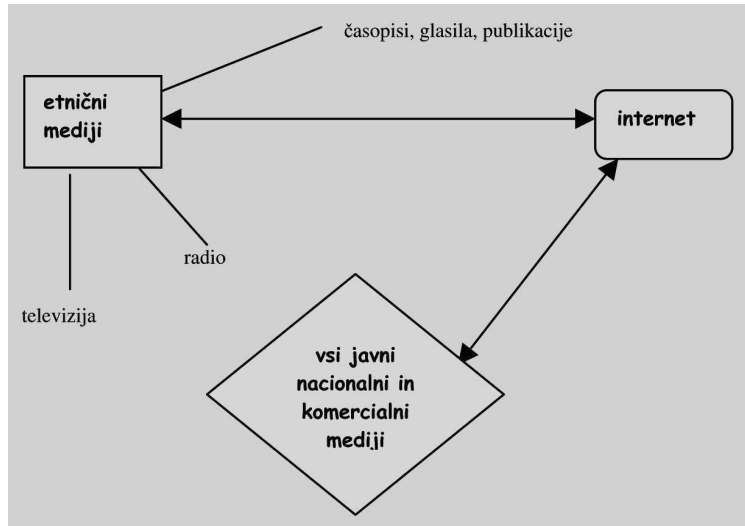 časopisi, glasila, publikacije
etnični
mediji
internet
radio
televizija
vsi javni
nacionalni in
komercialni
mediji